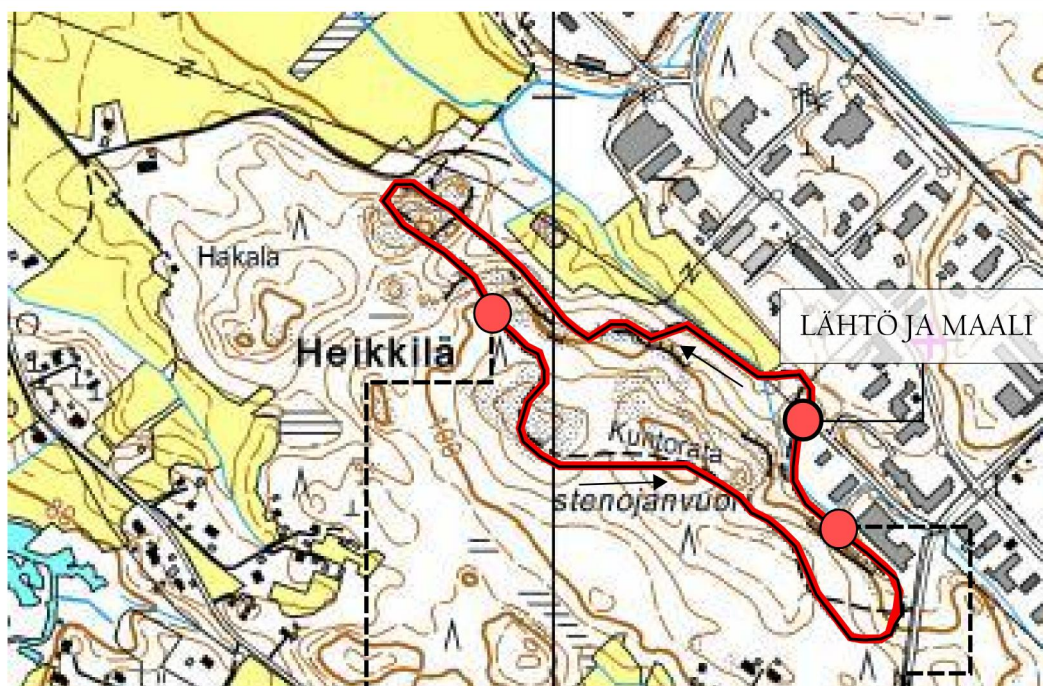 Hakala
LÄHTÖ JA MAALI
Heikkilä
Kuntorata
stenojanvuori